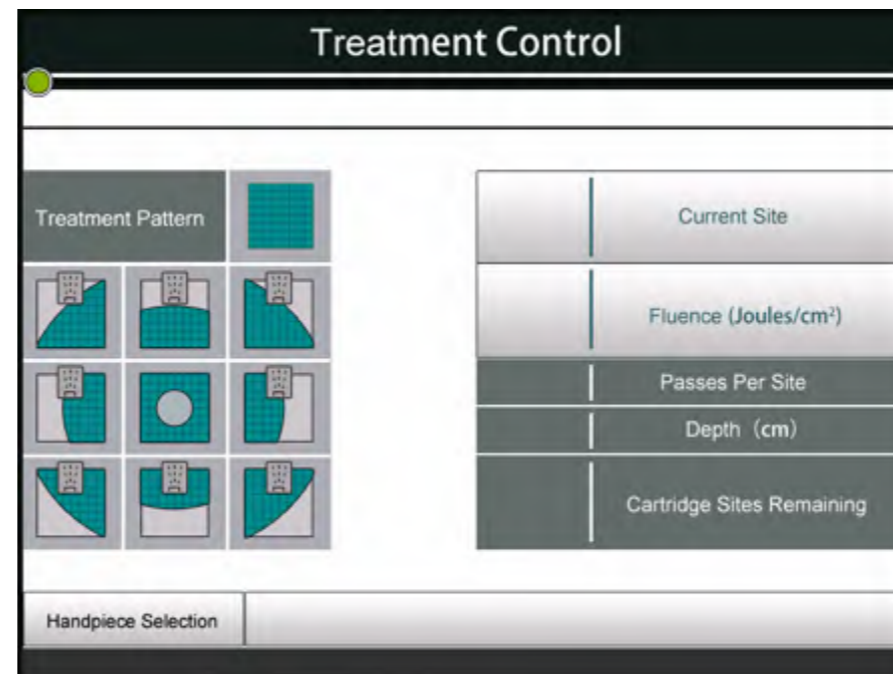 Treatment Control
Treatment Pattern
Current Site
Fluence (Joules/cm²)
Passes Per Site
Depth（cm）
Cartridge Sites Remaining
Handpiece Selection